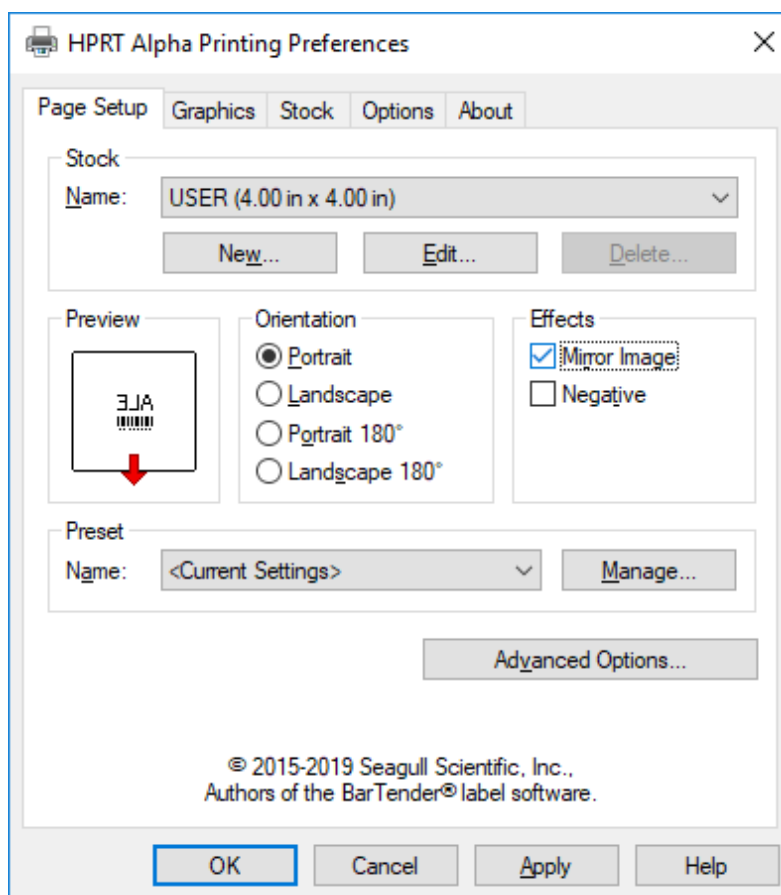 HPRT Alpha Printing Preferences
Page Setup Graphics Stock Options About
Stock
Name: USER (4.00 in x 4.00 in)
New... Edit... Delete...
Preview Orientation Effects
ALE
Portrait Mirror Image
Landscape Negative
Portrait 180°
Landscape 180°
Preset
Name: <Current Settings> Manage...
Advanced Options...
© 2015-2019 Seagull Scientific, Inc.,
Authors of the BarTender® label software.
OK Cancel Apply Help